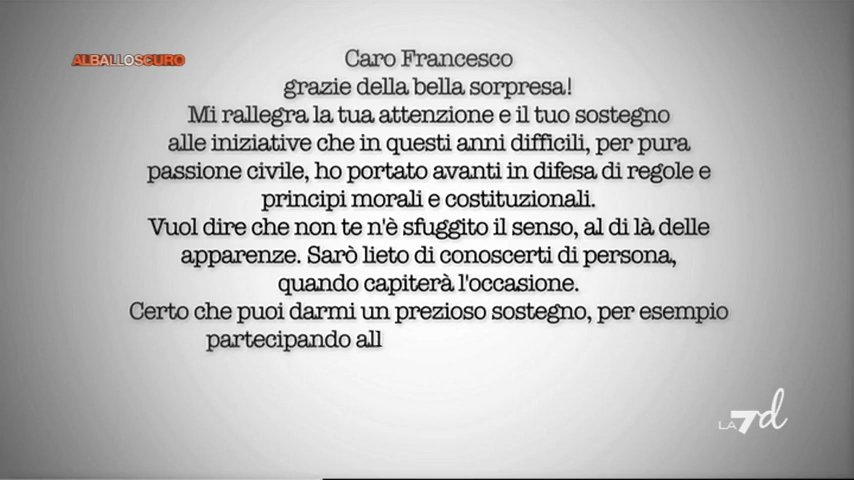 ALBALLOSCURO
Caro Francesco
grazie della bella sorpresa!
Mi rallegra la tua attenzione e il tuo sostegno
alle iniziative che in questi anni difficili, per pura
passione civile, ho portato avanti in difesa di regole e
principi morali e costituzionali.
Vuol dire che non te n'è sfuggito il senso, al di là delle
apparenze. Sarò lieto di conoscerti di persona,
quando capiterà l'occasione.
Certo che puoi darmi un prezioso sostegno, per esempio
partecipando all
LA7d